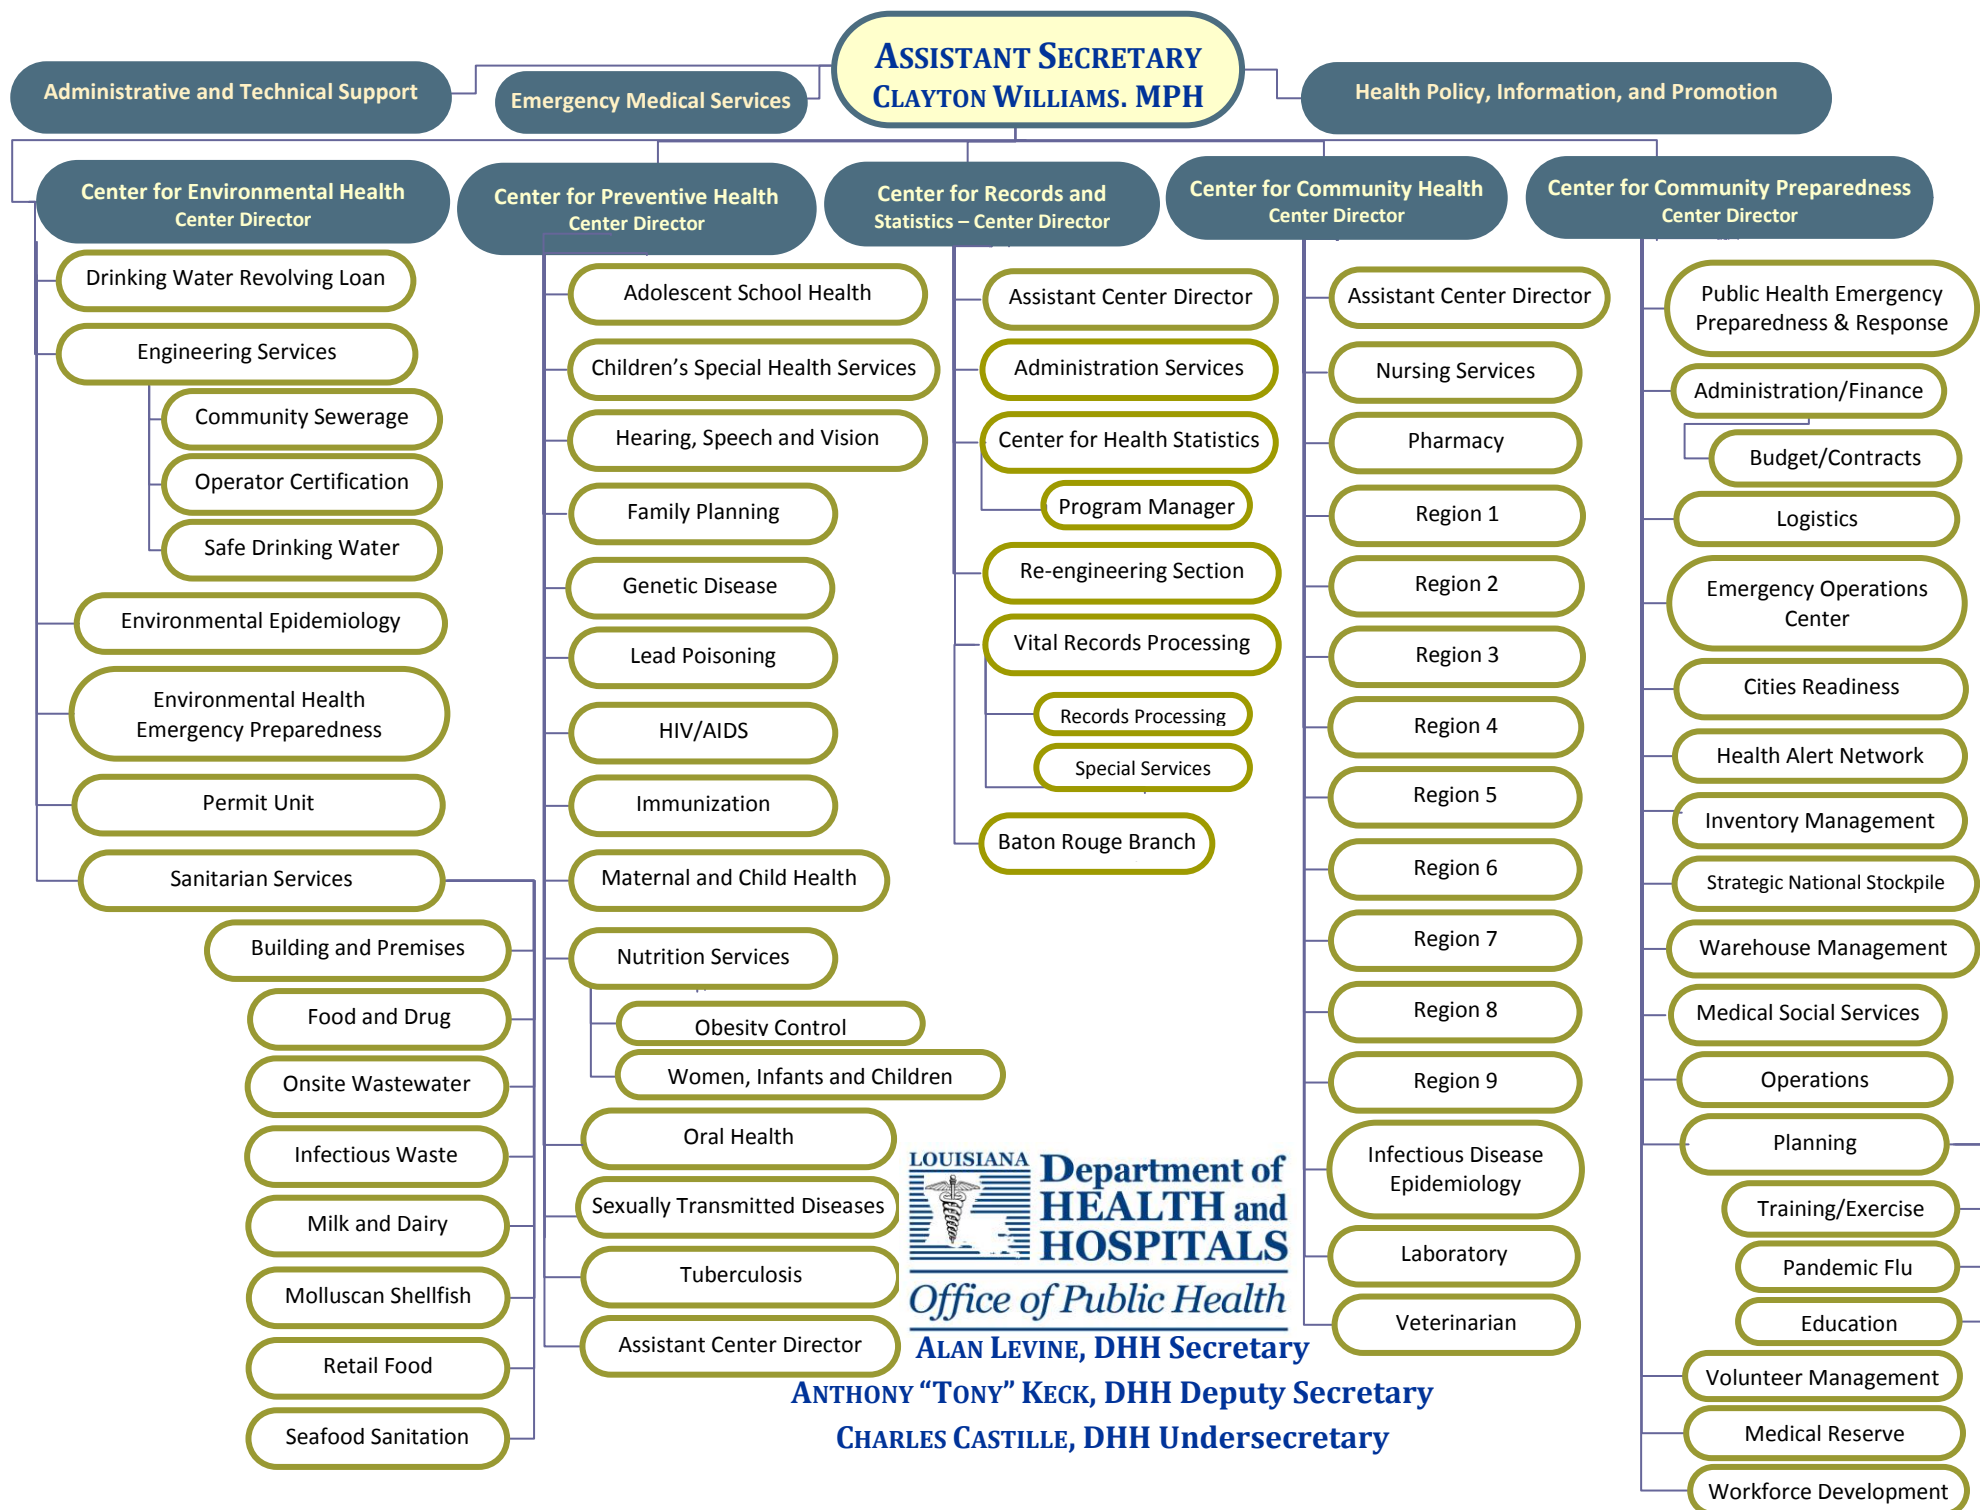 ASSISTANT SECRETARY
CLAYTON WILLIAMS. MPH
Administrative and Technical Support
Emergency Medical Services
Health Policy, Information, and Promotion
Center for Environmental Health
Center Director
Drinking Water Revolving Loan
Engineering Services
Community Sewerage
Operator Certification
Safe Drinking Water
Environmental Epidemiology
Environmental Health
Emergency Preparedness
Permit Unit
Sanitarian Services
Building and Premises
Food and Drug
Onsite Wastewater
Infectious Waste
Milk and Dairy
Molluscan Shellfish
Retail Food
Seafood Sanitation
Center for Preventive Health
Center Director
Adolescent School Health
Children’s Special Health Services
Hearing, Speech and Vision
Family Planning
Genetic Disease
Lead Poisoning
HIV/AIDS
Immunization
Maternal and Child Health
Nutrition Services
Obesity Control
Women, Infants and Children
Oral Health
Sexually Transmitted Diseases
Tuberculosis
Assistant Center Director
Center for Records and
Statistics – Center Director
Assistant Center Director
Administration Services
Center for Health Statistics
Program Manager
Re-engineering Section
Vital Records Processing
Records Processing
Special Services
Baton Rouge Branch
Center for Community Health
Center Director
Assistant Center Director
Nursing Services
Pharmacy
Region 1
Region 2
Region 3
Region 4
Region 5
Region 6
Region 7
Region 8
Region 9
Infectious Disease
Epidemiology
Laboratory
Veterinarian
Center for Community Preparedness
Center Director
Public Health Emergency
Preparedness & Response
Administration/Finance
Budget/Contracts
Logistics
Emergency Operations
Center
Cities Readiness
Health Alert Network
Inventory Management
Strategic National Stockpile
Warehouse Management
Medical Social Services
Operations
Planning
Training/Exercise
Pandemic Flu
Education
Volunteer Management
Medical Reserve
Workforce Development
LOUISIANA
Department of
HEALTH and
HOSPITALS
Office of Public Health
ALAN LEVINE, DHH Secretary
ANTHONY “TONY” KECK, DHH Deputy Secretary
CHARLES CASTILLE, DHH Undersecretary